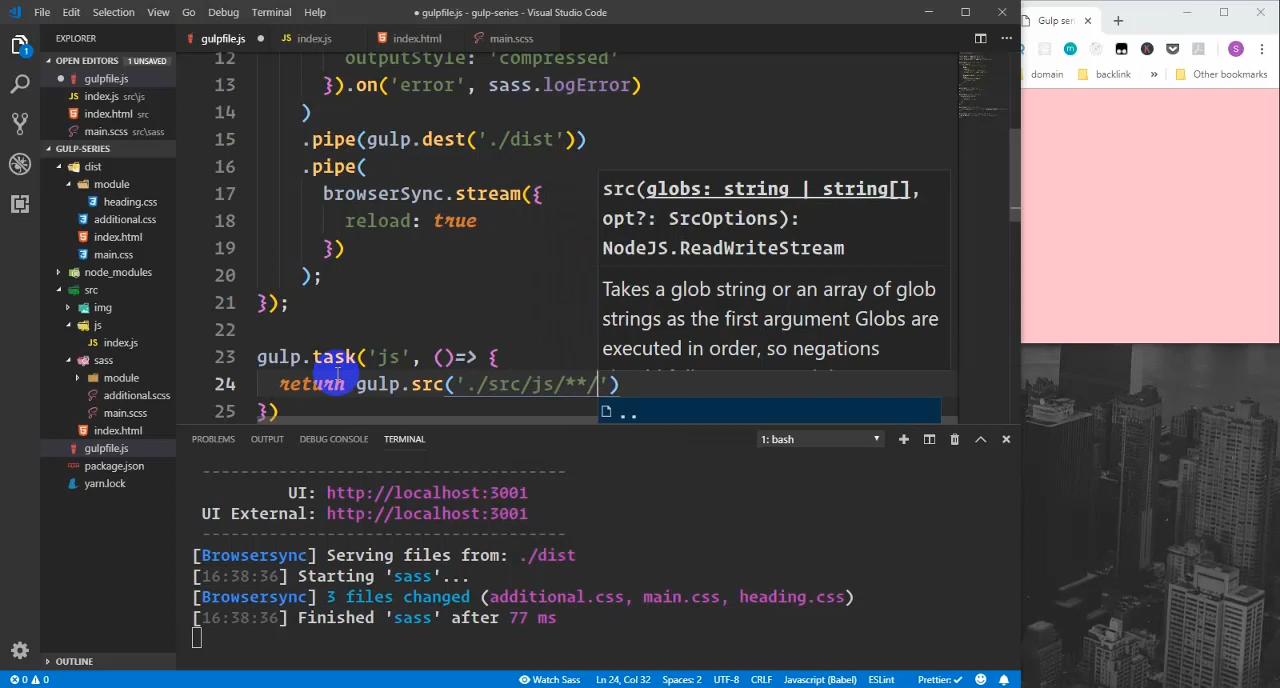 File Edit Selection View Go Debug Terminal Help
● gulpfile.js - gulp-series - Visual Studio Code
Gulp seri
EXPLORER
gulpfile.js index.js index.html main.scss
domain backlink » Other bookmarks
OPEN EDITORS 1 UNSAVED
gulpfile.js
index.js src\js
index.html src
main.scss src\sass
GULP-SERIES
dist
module
heading.css
additional.css
index.html
main.css
node_modules
src
img
js
index.js
sass
module
additional.scss
main.scss
index.html
gulpfile.js
package.json
yarn.lock
OUTLINE
12 outputStyle: 'compressed'
13 }).on('error', sass.logError)
14 )
15 .pipe(gulp.dest('./dist'))
16 .pipe(
17 browserSync.stream({
18 reload: true
19 })
20 );
21 });
22
23 gulp.task('js', ()=> {
24 return gulp.src('./src/js/**/')
25 })
src(globs: string | string[],
opt?: SrcOptions):
NodeJS.ReadWriteStream
Takes a glob string or an array of glob
strings as the first argument Globs are
executed in order, so negations
..
PROBLEMS OUTPUT DEBUG CONSOLE TERMINAL 1: bash
-------------------------------------
UI: http://localhost:3001
UI External: http://localhost:3001
-------------------------------------
[Browsersync] Serving files from: ./dist
[16:38:36] Starting 'sass'...
[Browsersync] 3 files changed (additional.css, main.css, heading.css)
[16:38:36] Finished 'sass' after 77 ms
0 0 Watch Sass Ln 24, Col 32 Spaces: 2 UTF-8 CRLF Javascript (Babel) ESLint Prettier: ✓